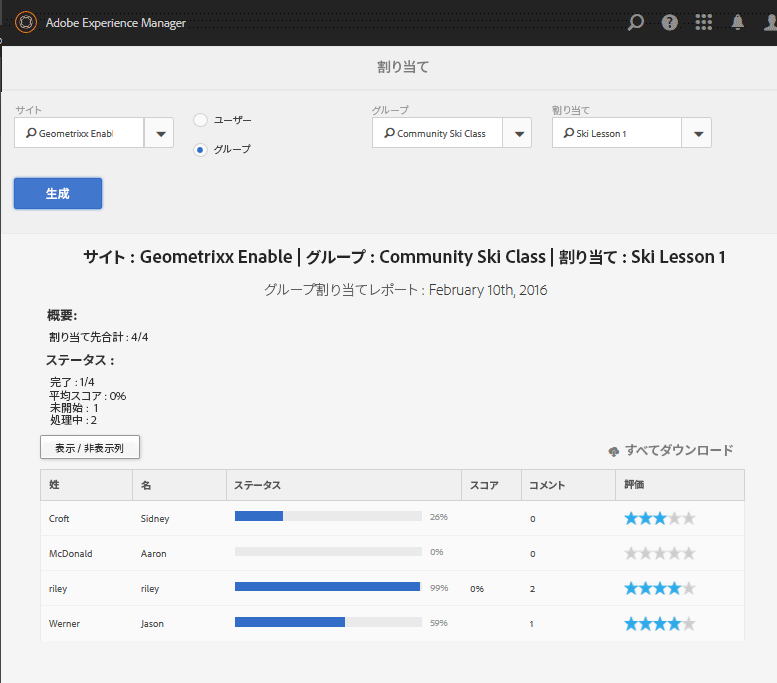 Adobe Experience Manager
割り当て
サイト
Geometrixx Enabl
ユーザー
グループ
グループ
Community Ski Class
割り当て
Ski Lesson 1
生成
サイト : Geometrixx Enable | グループ : Community Ski Class | 割り当て : Ski Lesson 1
グループ割り当てレポート : February 10th, 2016
概要:
割り当て先合計 : 4/4
ステータス :
完了 : 1/4
平均スコア : 0%
未開始 : 1
処理中 : 2
表示 / 非表示列
すべてダウンロード
姓 名 ステータス スコア コメント 評価
Croft Sidney 26% 0
McDonald Aaron 0% 0
riley riley 99% 0% 2
Werner Jason 59% 1